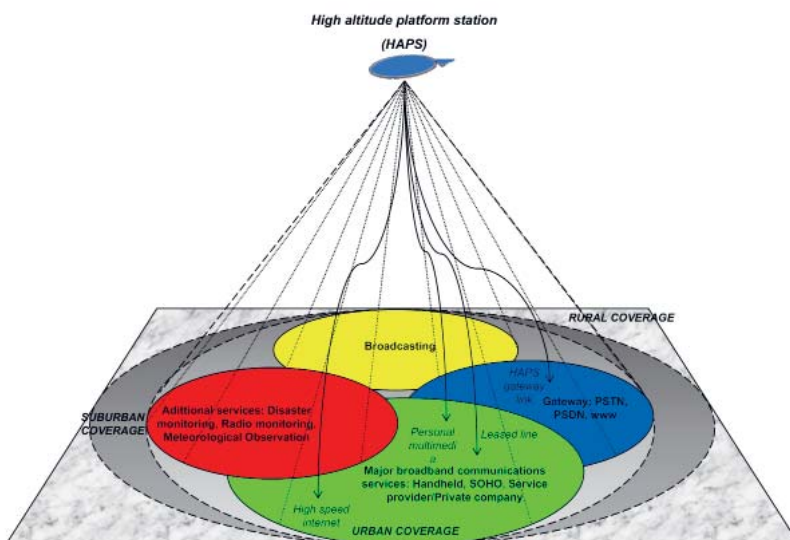 High altitude platform station
(HAPS)
RURAL COVERAGE
Broadcasting
HAPS
gateway
link
Gateway: PSTN,
PSDN, www
SUBURBAN
COVERAGE
Adittional services: Disaster
monitoring, Radio monitoring,
Meteorological Observation
Personal
multimedi
a
Leased line
Major broadband communications
services: Handheld, SOHO, Service
provider/Private company.
High speed
internet
URBAN COVERAGE